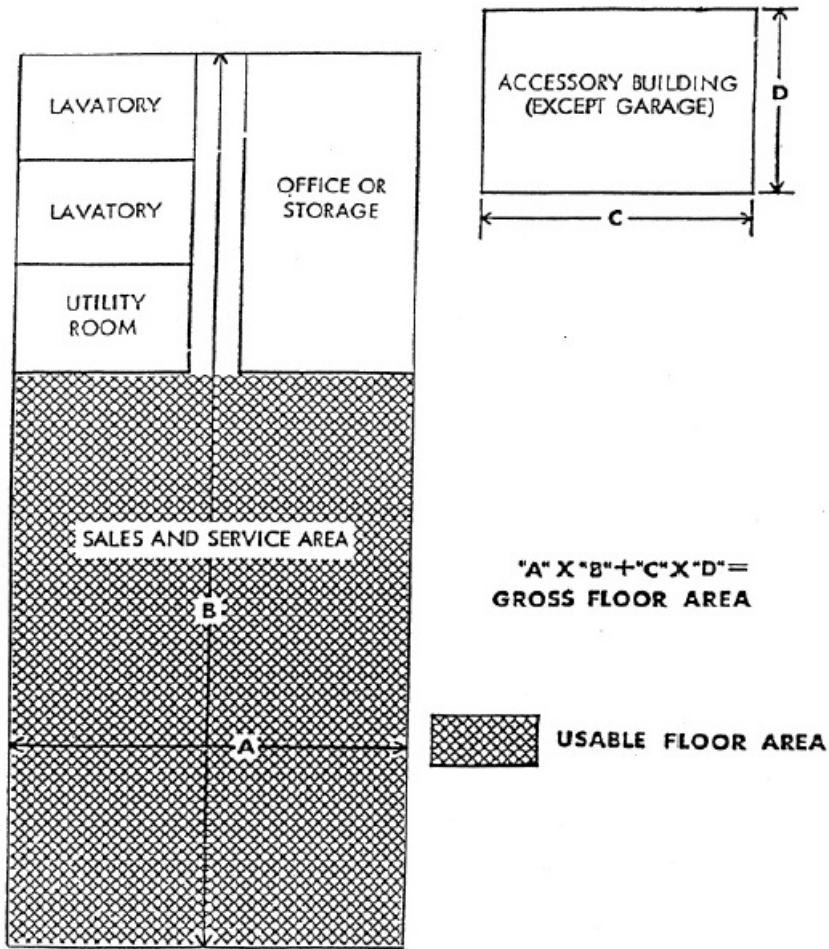 LAVATORY
LAVATORY
UTILITY
ROOM
OFFICE OR
STORAGE
SALES AND SERVICE AREA
B
A
ACCESSORY BUILDING
(EXCEPT GARAGE)
D
C
"A" X "B"+"C"X"D"=
GROSS FLOOR AREA
USABLE FLOOR AREA